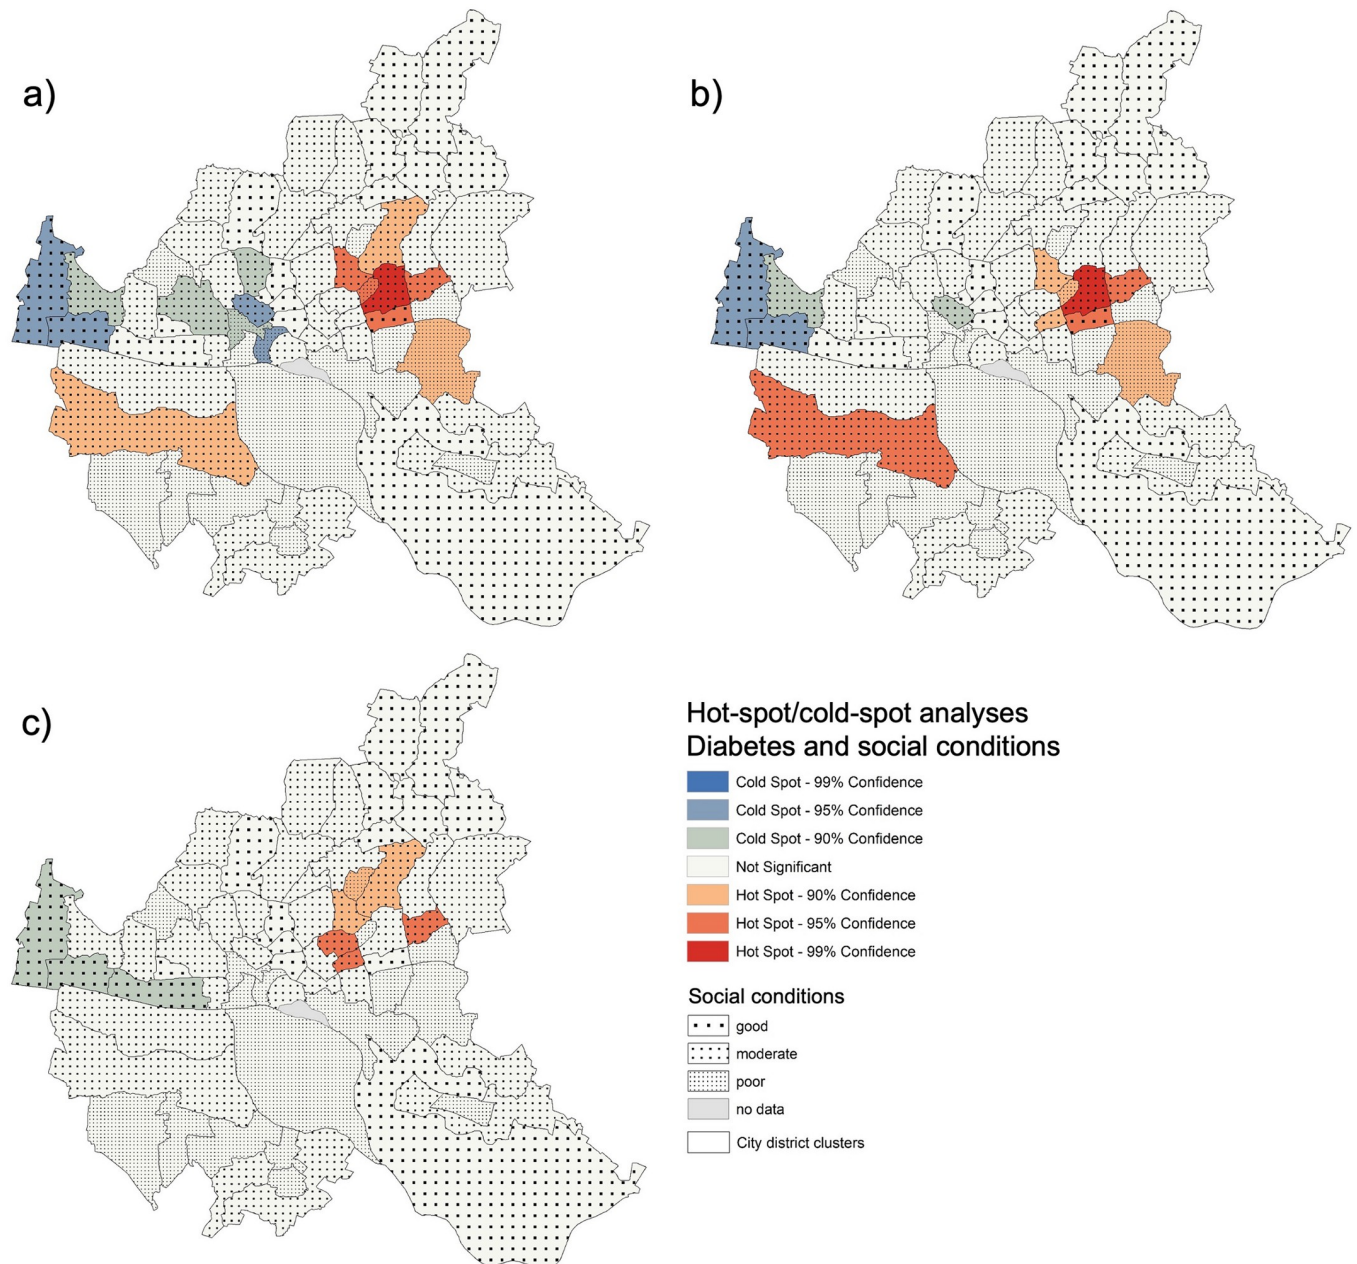 a)
b)
c)
Hot-spot/cold-spot analyses
Diabetes and social conditions
Cold Spot - 99% Confidence
Cold Spot - 95% Confidence
Cold Spot - 90% Confidence
Not Significant
Hot Spot - 90% Confidence
Hot Spot - 95% Confidence
Hot Spot - 99% Confidence
Social conditions
good
moderate
poor
no data
City district clusters